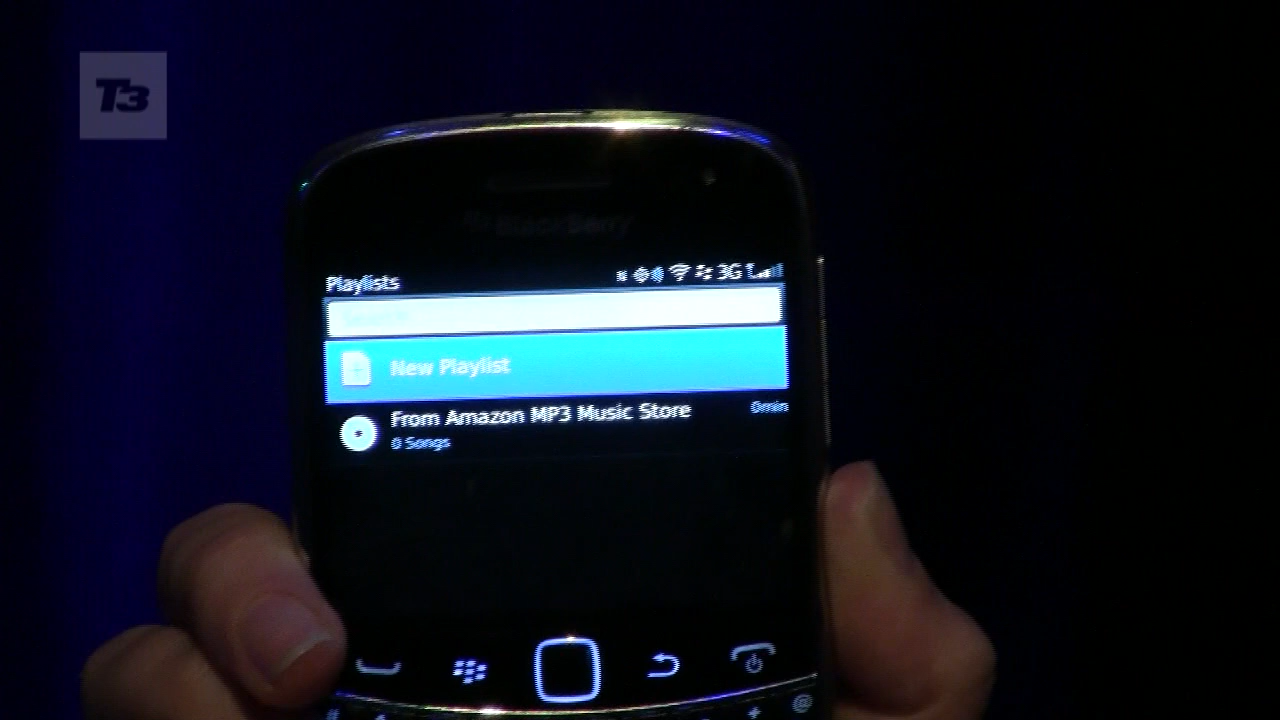 T3
BlackBerry
Playlists
3G
New Playlist
From Amazon MP3 Music Store
0min
0 Songs
# + @